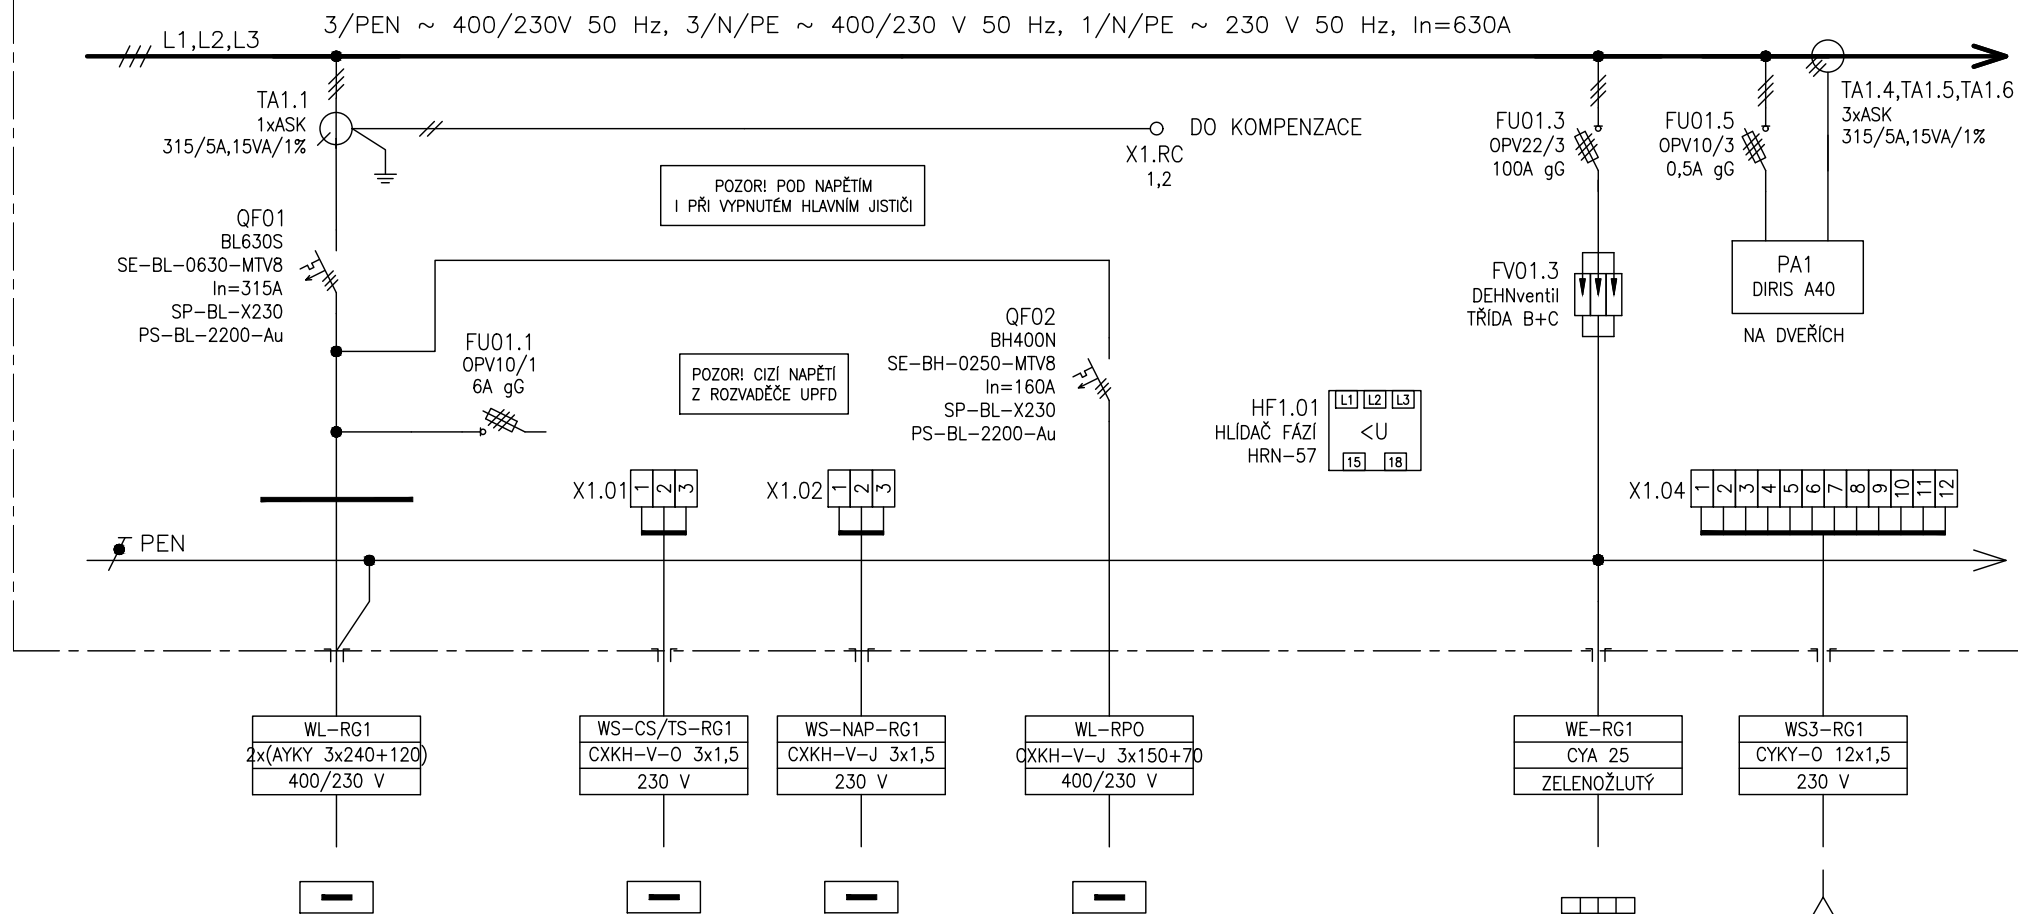 3/PEN ~ 400/230V 50 Hz, 3/N/PE ~ 400/230 V 50 Hz, 1/N/PE ~ 230 V 50 Hz, In=630A
L1,L2,L3
TA1.1
1xASK
315/5A,15VA/1%
DO KOMPENZACE
X1.RC
1,2
FU01.3
OPV22/3
100A gG
FU01.5
OPV10/3
0,5A gG
TA1.4,TA1.5,TA1.6
3xASK
315/5A,15VA/1%
POZOR! POD NAPĚTÍM
I PŘI VYPNUTÉM HLAVNÍM JISTIČI
QF01
BL630S
SE-BL-0630-MTV8
In=315A
SP-BL-X230
PS-BL-2200-Au
FV01.3
DEHNventil
TŘÍDA B+C
PA1
DIRIS A40
NA DVEŘÍCH
FU01.1
OPV10/1
6A gG
POZOR! CIZÍ NAPĚTÍ
Z ROZVADĚČE UPFD
QF02
BH400N
SE-BH-0250-MTV8
In=160A
SP-BL-X230
PS-BL-2200-Au
HF1.01
HLÍDAČ FÁZÍ
HRN-57
L1 L2 L3
<U
15 18
X1.01 1 2 3
X1.02 1 2 3
X1.04 1 2 3 4 5 6 7 8 9 10 11 12
PEN
WL-RG1
2x(AYKY 3x240+120)
400/230 V
WS-CS/TS-RG1
CXKH-V-O 3x1,5
230 V
WS-NAP-RG1
CXKH-V-J 3x1,5
230 V
WL-RPO
CXKH-V-J 3x150+70
400/230 V
WE-RG1
CYA 25
ZELENOŽLUTÝ
WS3-RG1
CYKY-O 12x1,5
230 V